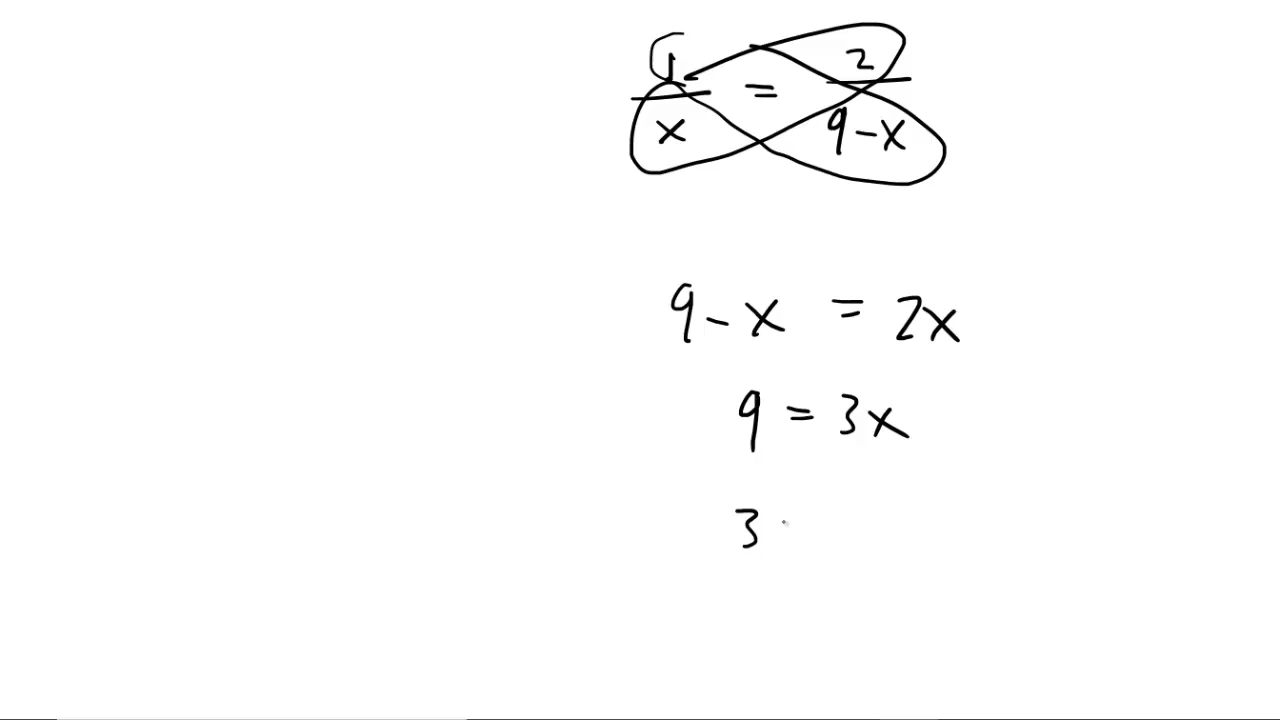 1/x = 2/(9-x)
9-x = 2x
9 = 3x
3